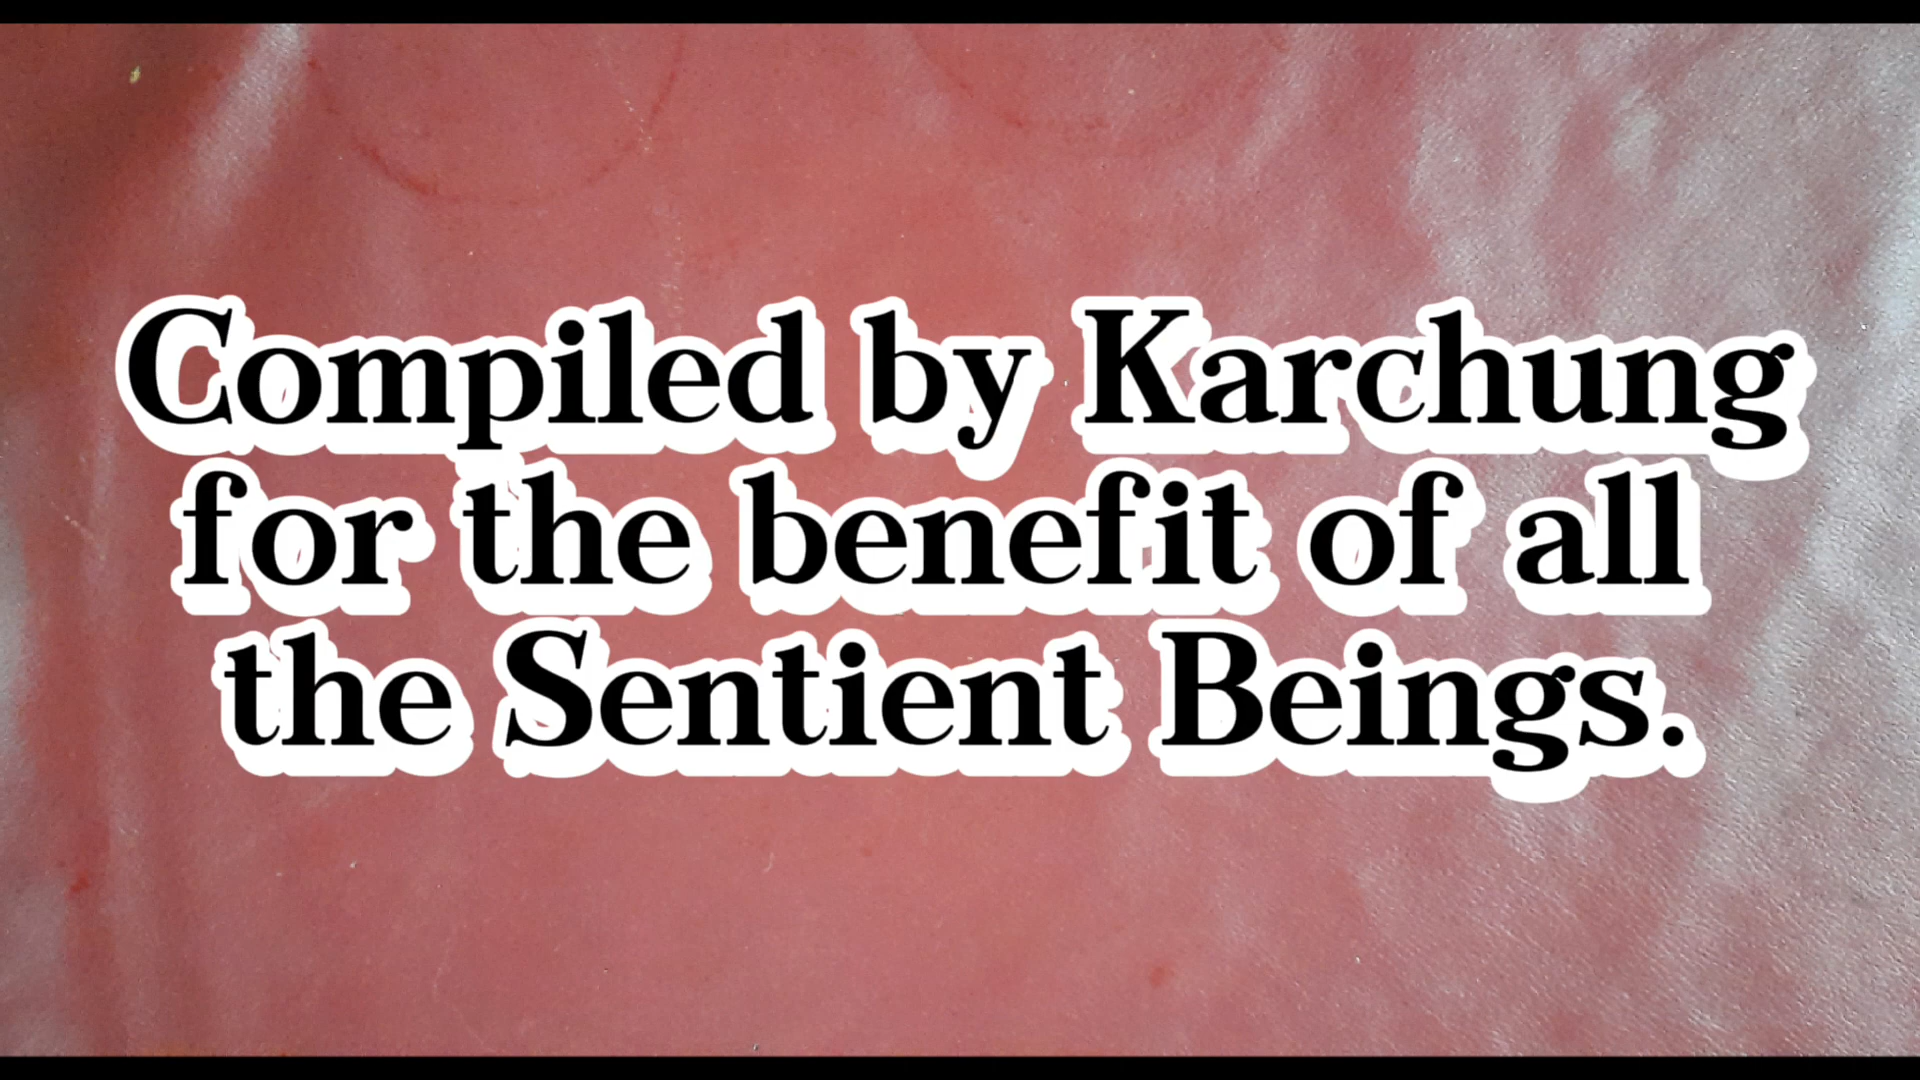 Compiled by Karchung
for the benefit of all
the Sentient Beings.